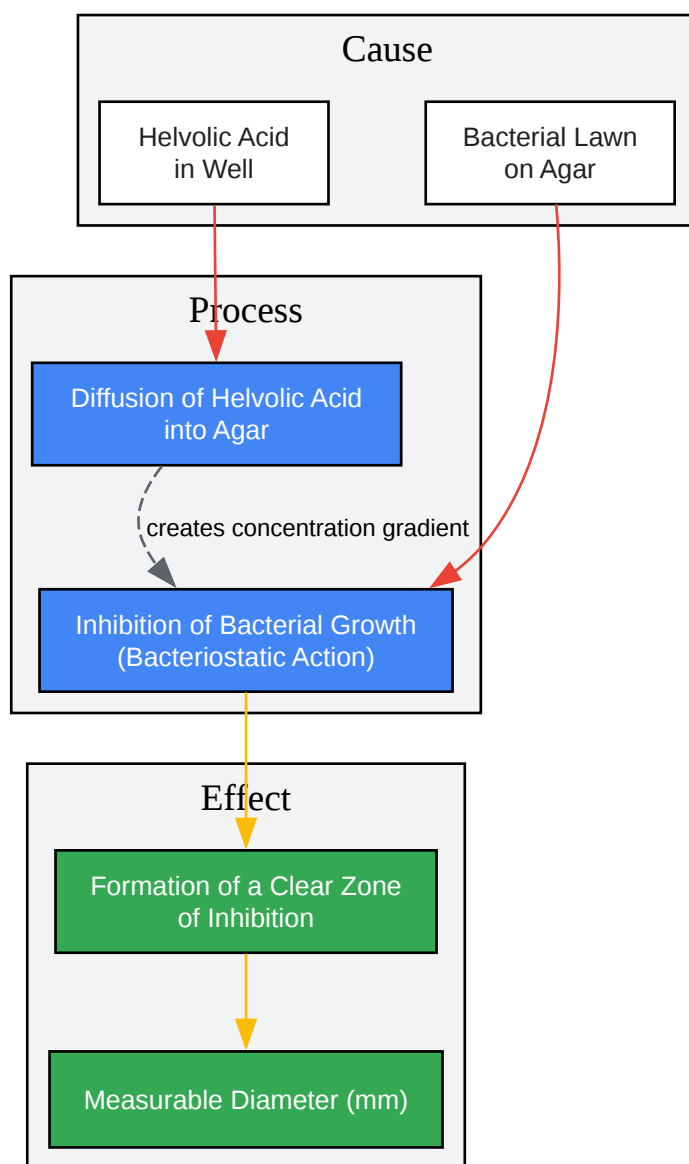 Cause
Helvolic Acid
in Well
Bacterial Lawn
on Agar
Process
Diffusion of Helvolic Acid
into Agar
creates concentration gradient
Inhibition of Bacterial Growth
(Bacteriostatic Action)
Effect
Formation of a Clear Zone
of Inhibition
Measurable Diameter (mm)